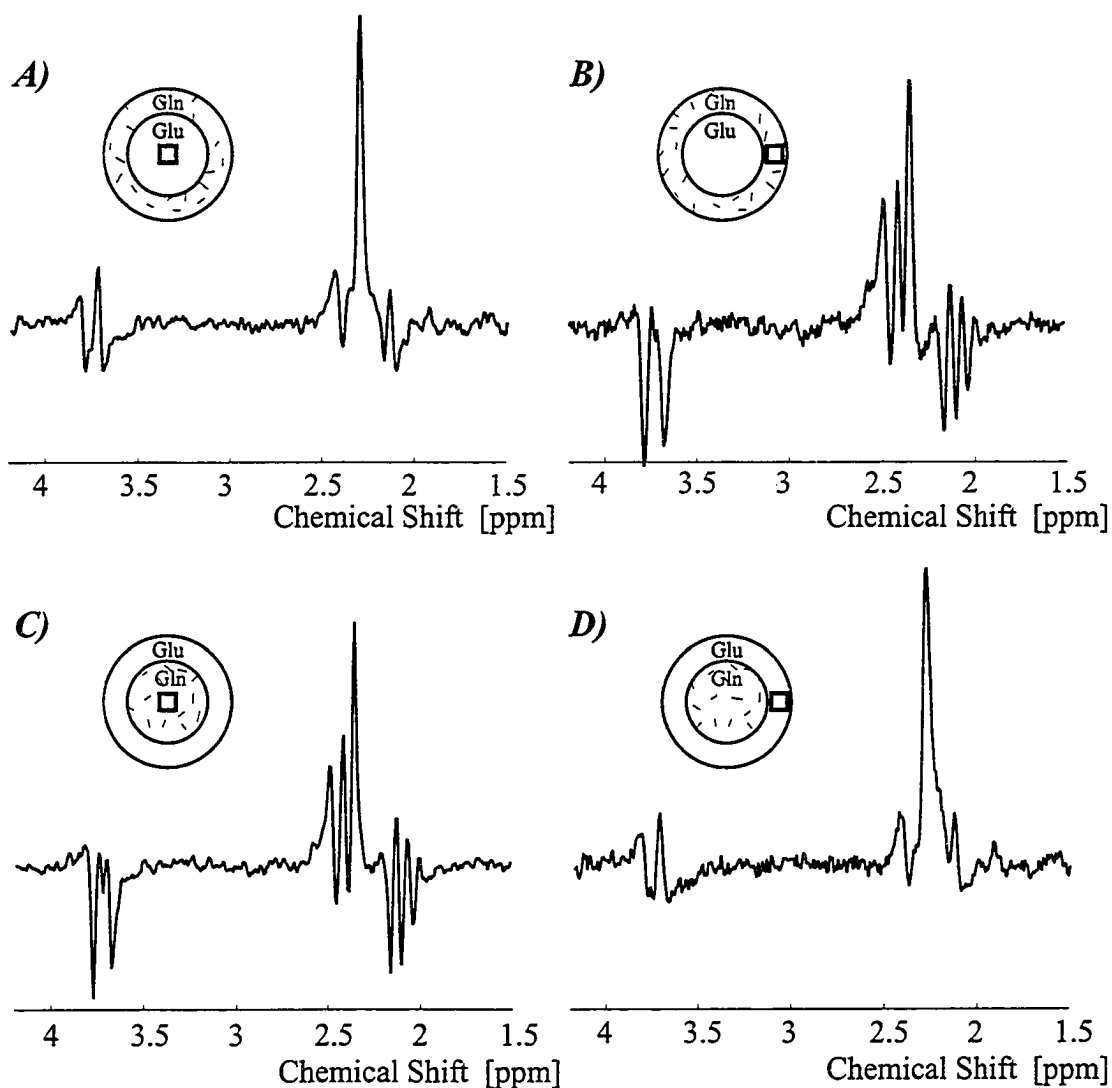 A)
Gln
Glu
4 3.5 3 2.5 2 1.5
Chemical Shift [ppm]
B)
Gln
Glu
4 3.5 3 2.5 2 1.5
Chemical Shift [ppm]
C)
Glu
Gln
4 3.5 3 2.5 2 1.5
Chemical Shift [ppm]
D)
Glu
Gln
4 3.5 3 2.5 2 1.5
Chemical Shift [ppm]